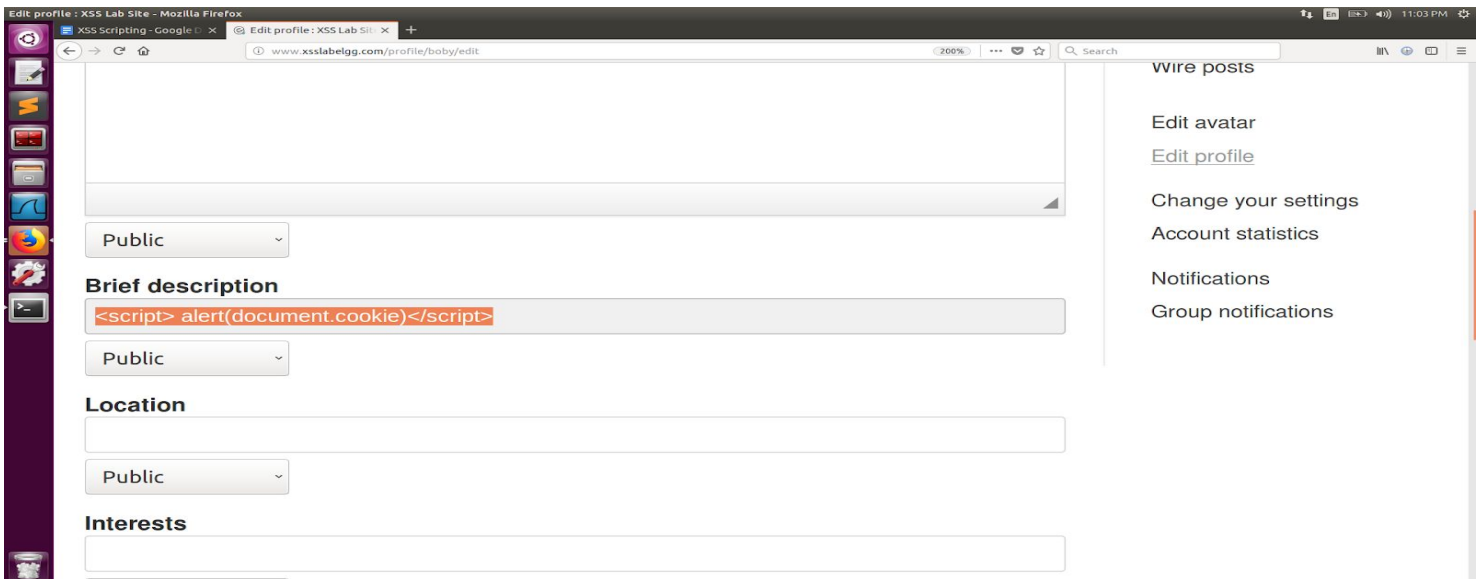 Edit profile : XSS Lab Site - Mozilla Firefox
En 11:03 PM
XSS Scripting - Google D
Edit profile : XSS Lab Sit
www.xsslabelgg.com/profile/boby/edit
200%
Search
Wire posts
Edit avatar
Edit profile
Change your settings
Public
Account statistics
Brief description
Notifications
<script> alert(document.cookie)</script>
Group notifications
Public
Location
Public
Interests